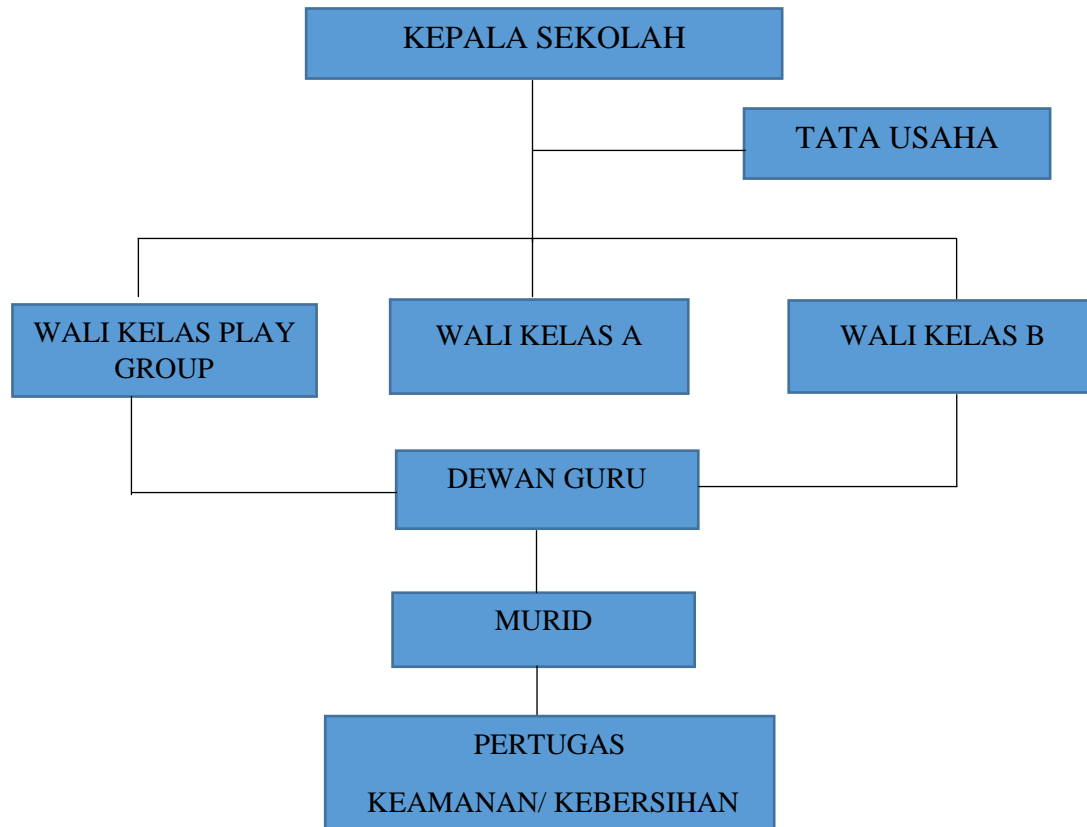 KEPALA SEKOLAH
TATA USAHA
WALI KELAS PLAY
GROUP
WALI KELAS A
WALI KELAS B
DEWAN GURU
MURID
PERTUGAS
KEAMANAN/ KEBERSIHAN